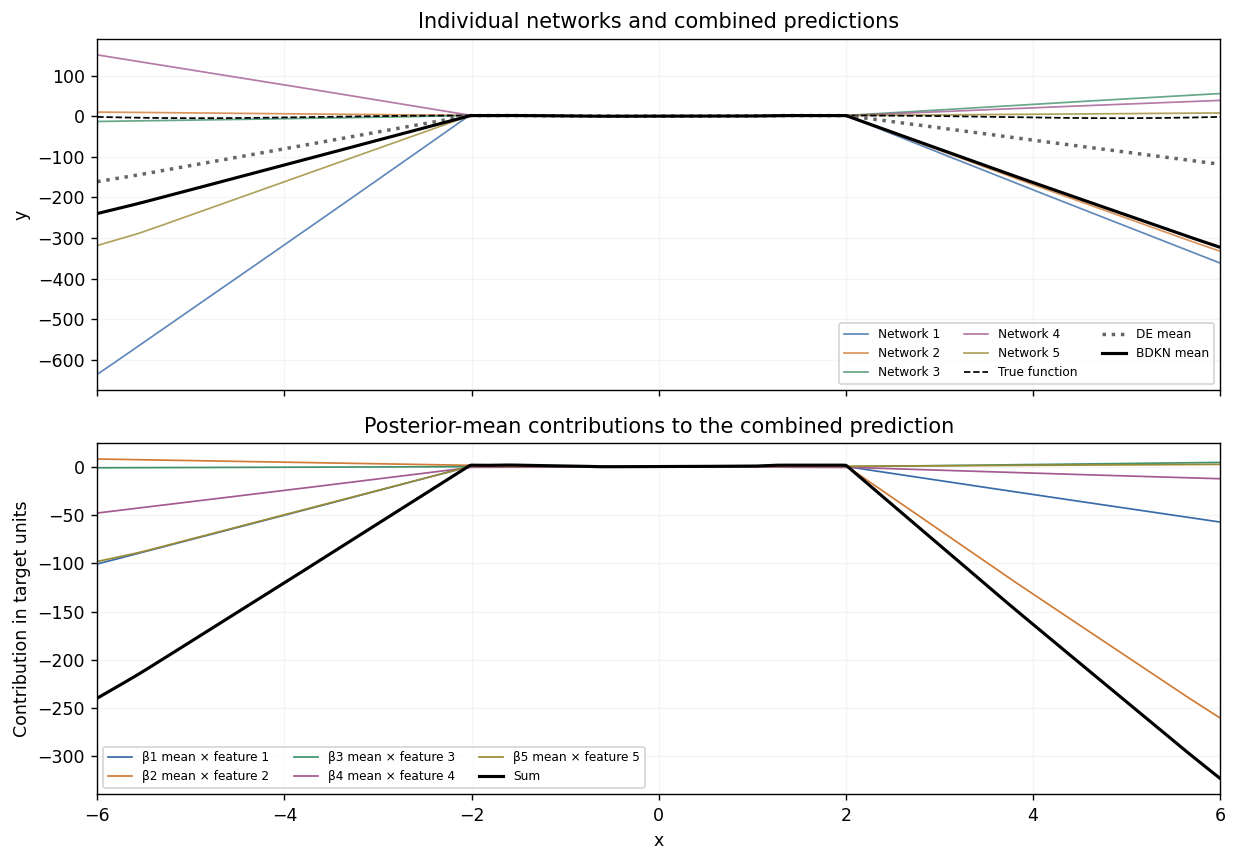 Individual networks and combined predictions
y
100
0
−100
−200
−300
−400
−500
−600
Network 1
Network 2
Network 3
Network 4
Network 5
True function
DE mean
BDKN mean
Posterior-mean contributions to the combined prediction
Contribution in target units
0
−50
−100
−150
−200
−250
−300
β1 mean × feature 1
β2 mean × feature 2
β3 mean × feature 3
β4 mean × feature 4
β5 mean × feature 5
Sum
−6 −4 −2 0 2 4 6
x